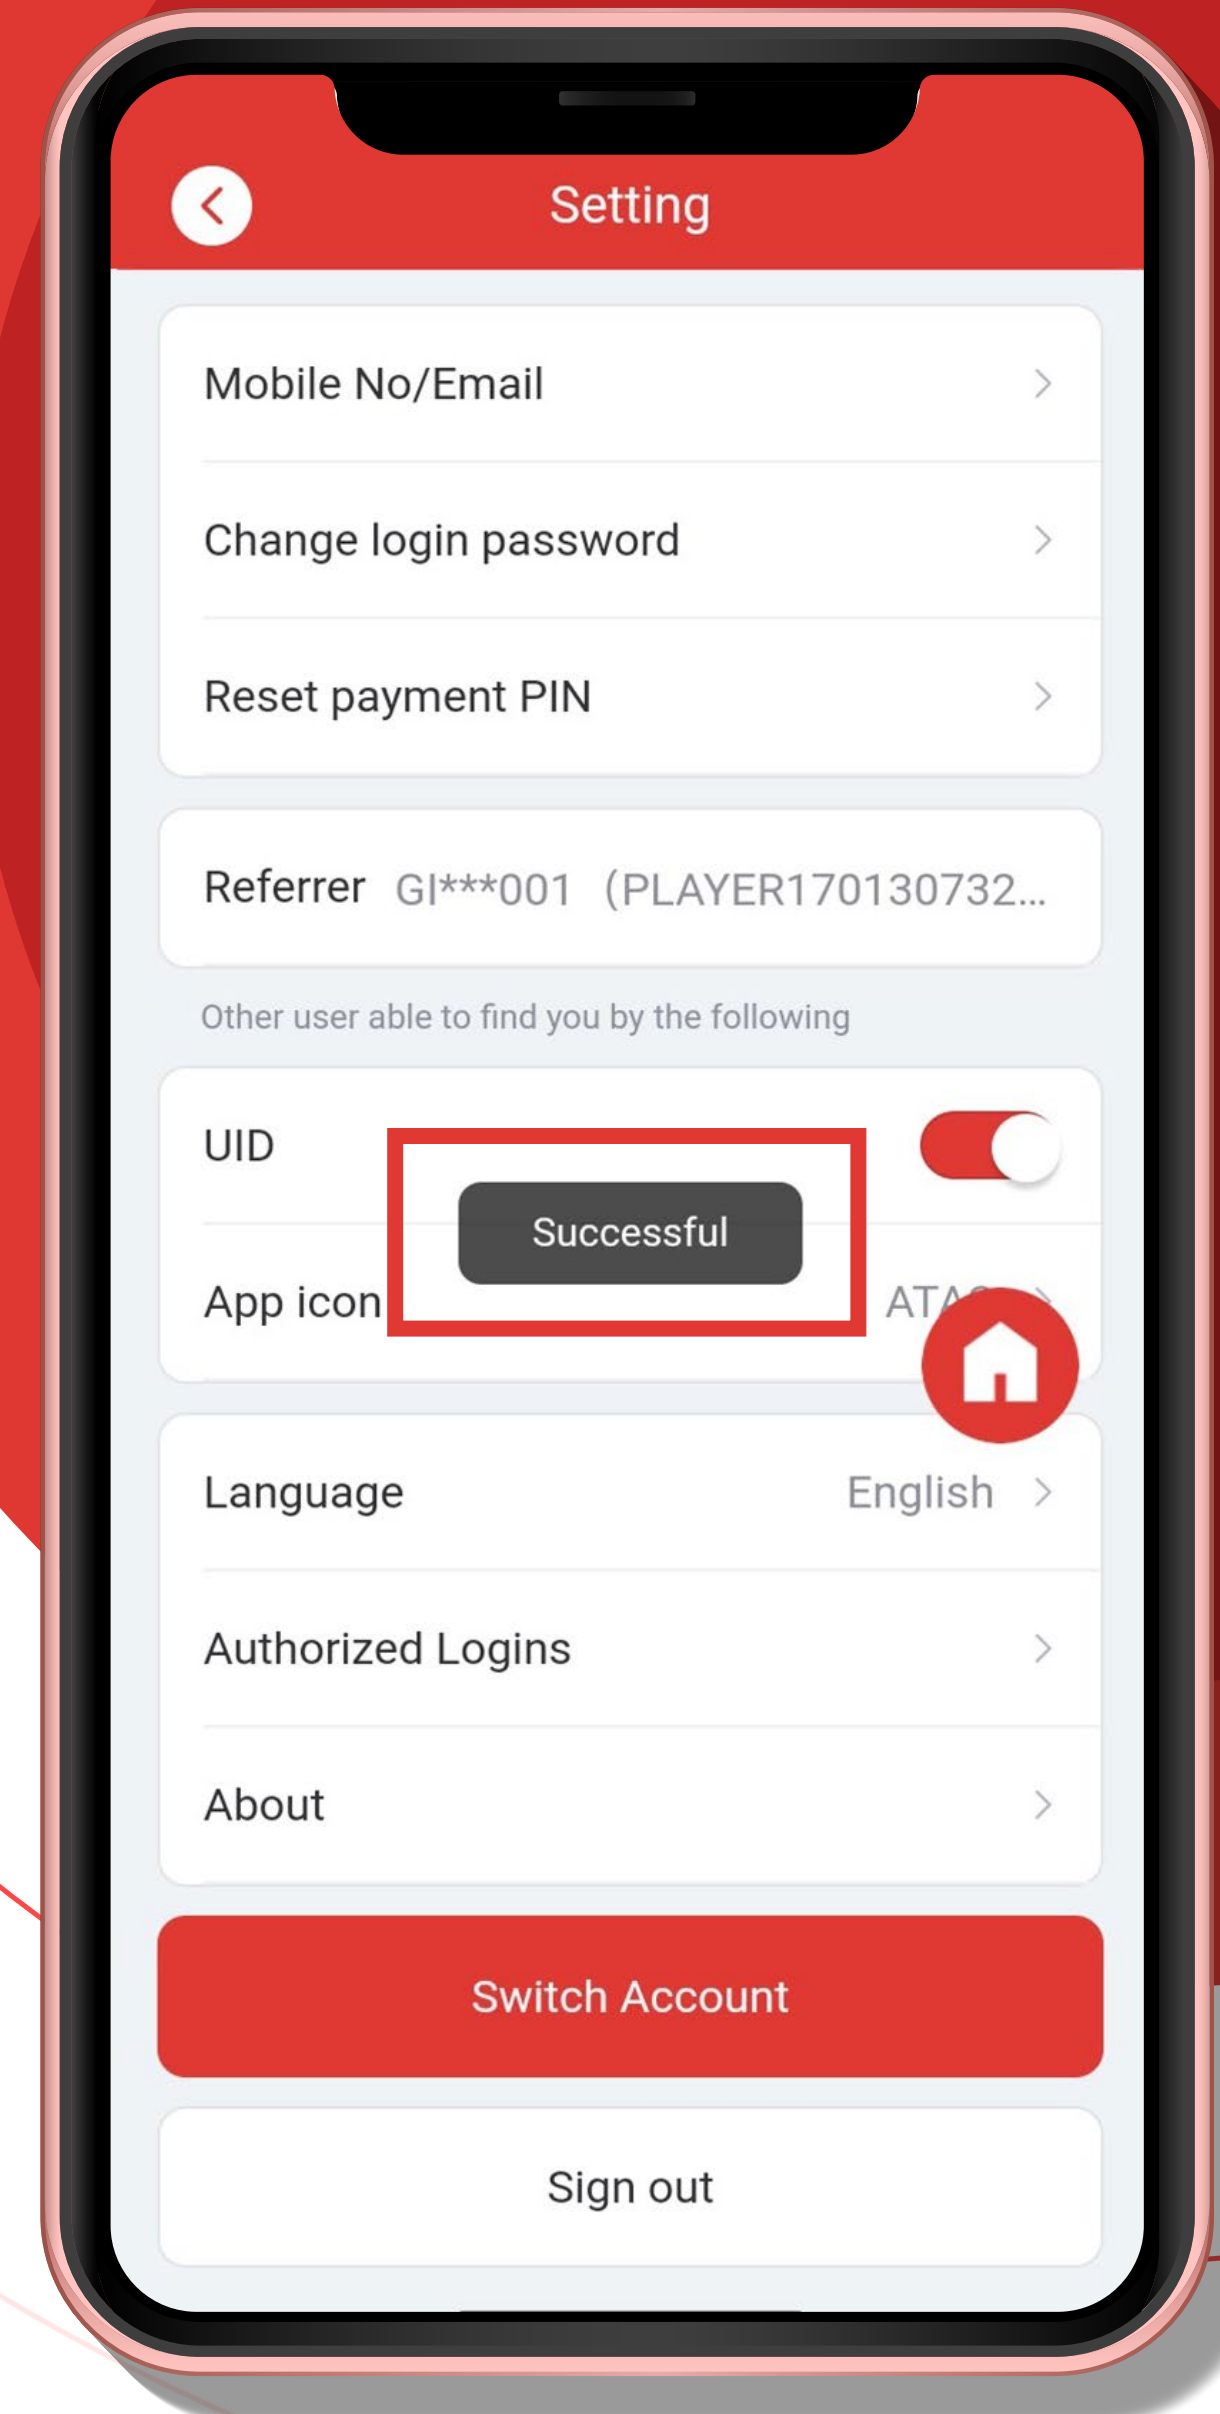 Setting
Mobile No/Email
Change login password
Reset payment PIN
Referrer GI***001 (PLAYER170130732...
Other user able to find you by the following
UID
Successful
App icon
Language English
Authorized Logins
About
Switch Account
Sign out